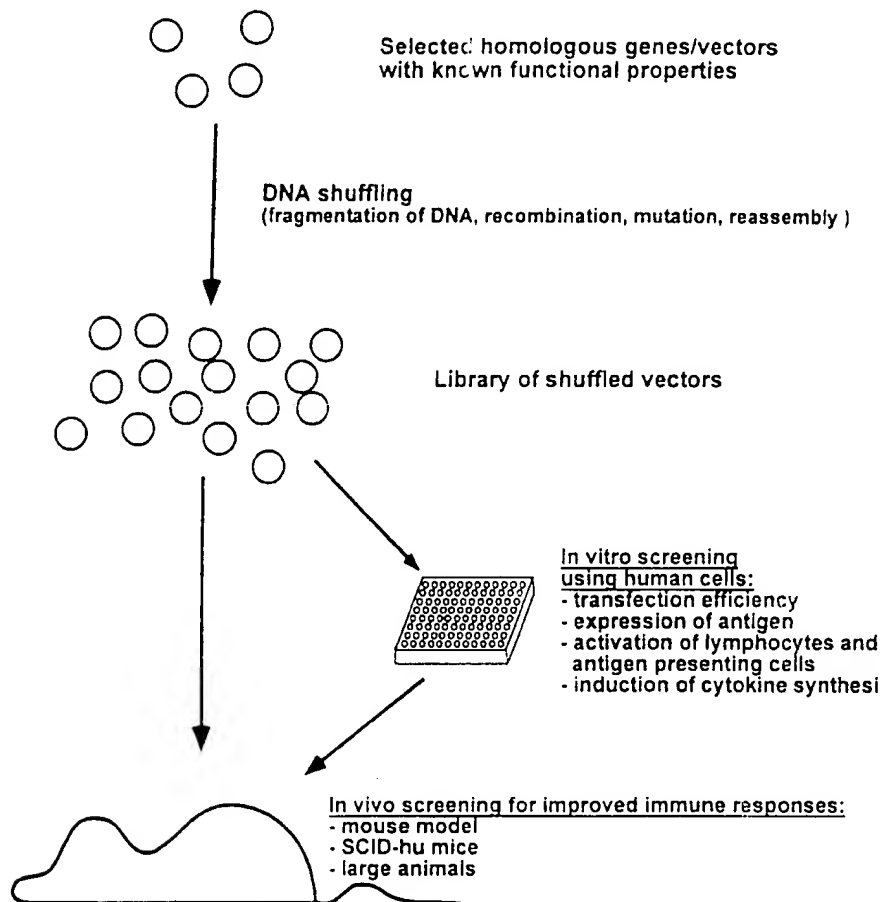 Selected homologous genes/vectors
with known functional properties
DNA shuffling
(fragmentation of DNA, recombination, mutation, reassembly )
Library of shuffled vectors
In vitro screening
using human cells:
- transfection efficiency
- expression of antigen
- activation of lymphocytes and
antigen presenting cells
- induction of cytokine synthesi
In vivo screening for improved immune responses:
- mouse model
- SCID-hu mice
- large animals